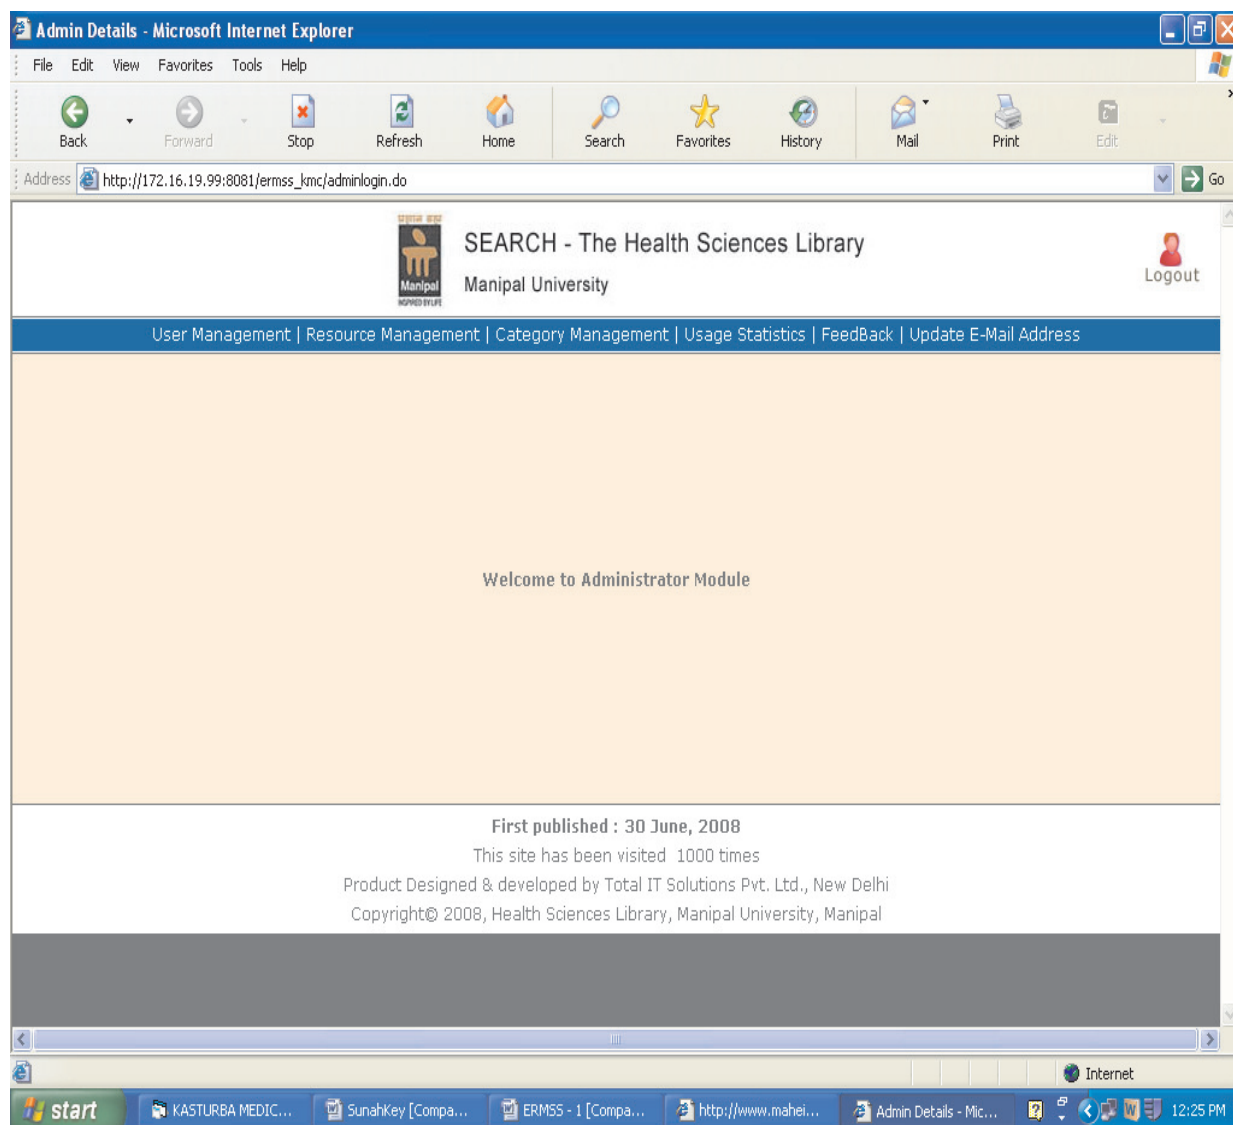 Admin Details - Microsoft Internet Explorer
File Edit View Favorites Tools Help
Back Forward Stop Refresh Home Search Favorites History Mail Print Edit
Address http://172.16.19.99:8081/ermss_kmc/adminlogin.do Go
SEARCH - The Health Sciences Library
Manipal University
Manipal
INSPIRED BY LIFE
Logout
User Management | Resource Management | Category Management | Usage Statistics | FeedBack | Update E-Mail Address
Welcome to Administrator Module
First published : 30 June, 2008
This site has been visited 1000 times
Product Designed & developed by Total IT Solutions Pvt. Ltd., New Delhi
Copyright© 2008, Health Sciences Library, Manipal University, Manipal
Internet
start KASTURBA MEDIC... SunahKey [Compa... ERMSS - 1 [Compa... http://www.mahei... Admin Details - Mic... 12:25 PM